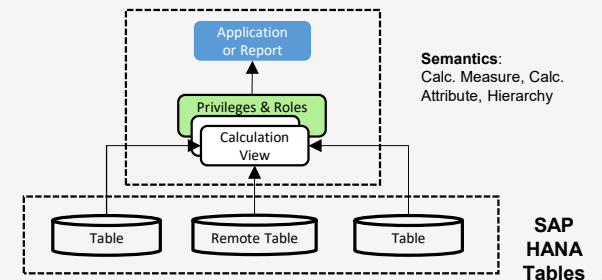 Application
or Report
Semantics:
Calc. Measure, Calc.
Attribute, Hierarchy
Privileges & Roles
Calculation
View
Table
Remote Table
Table
SAP
HANA
Tables